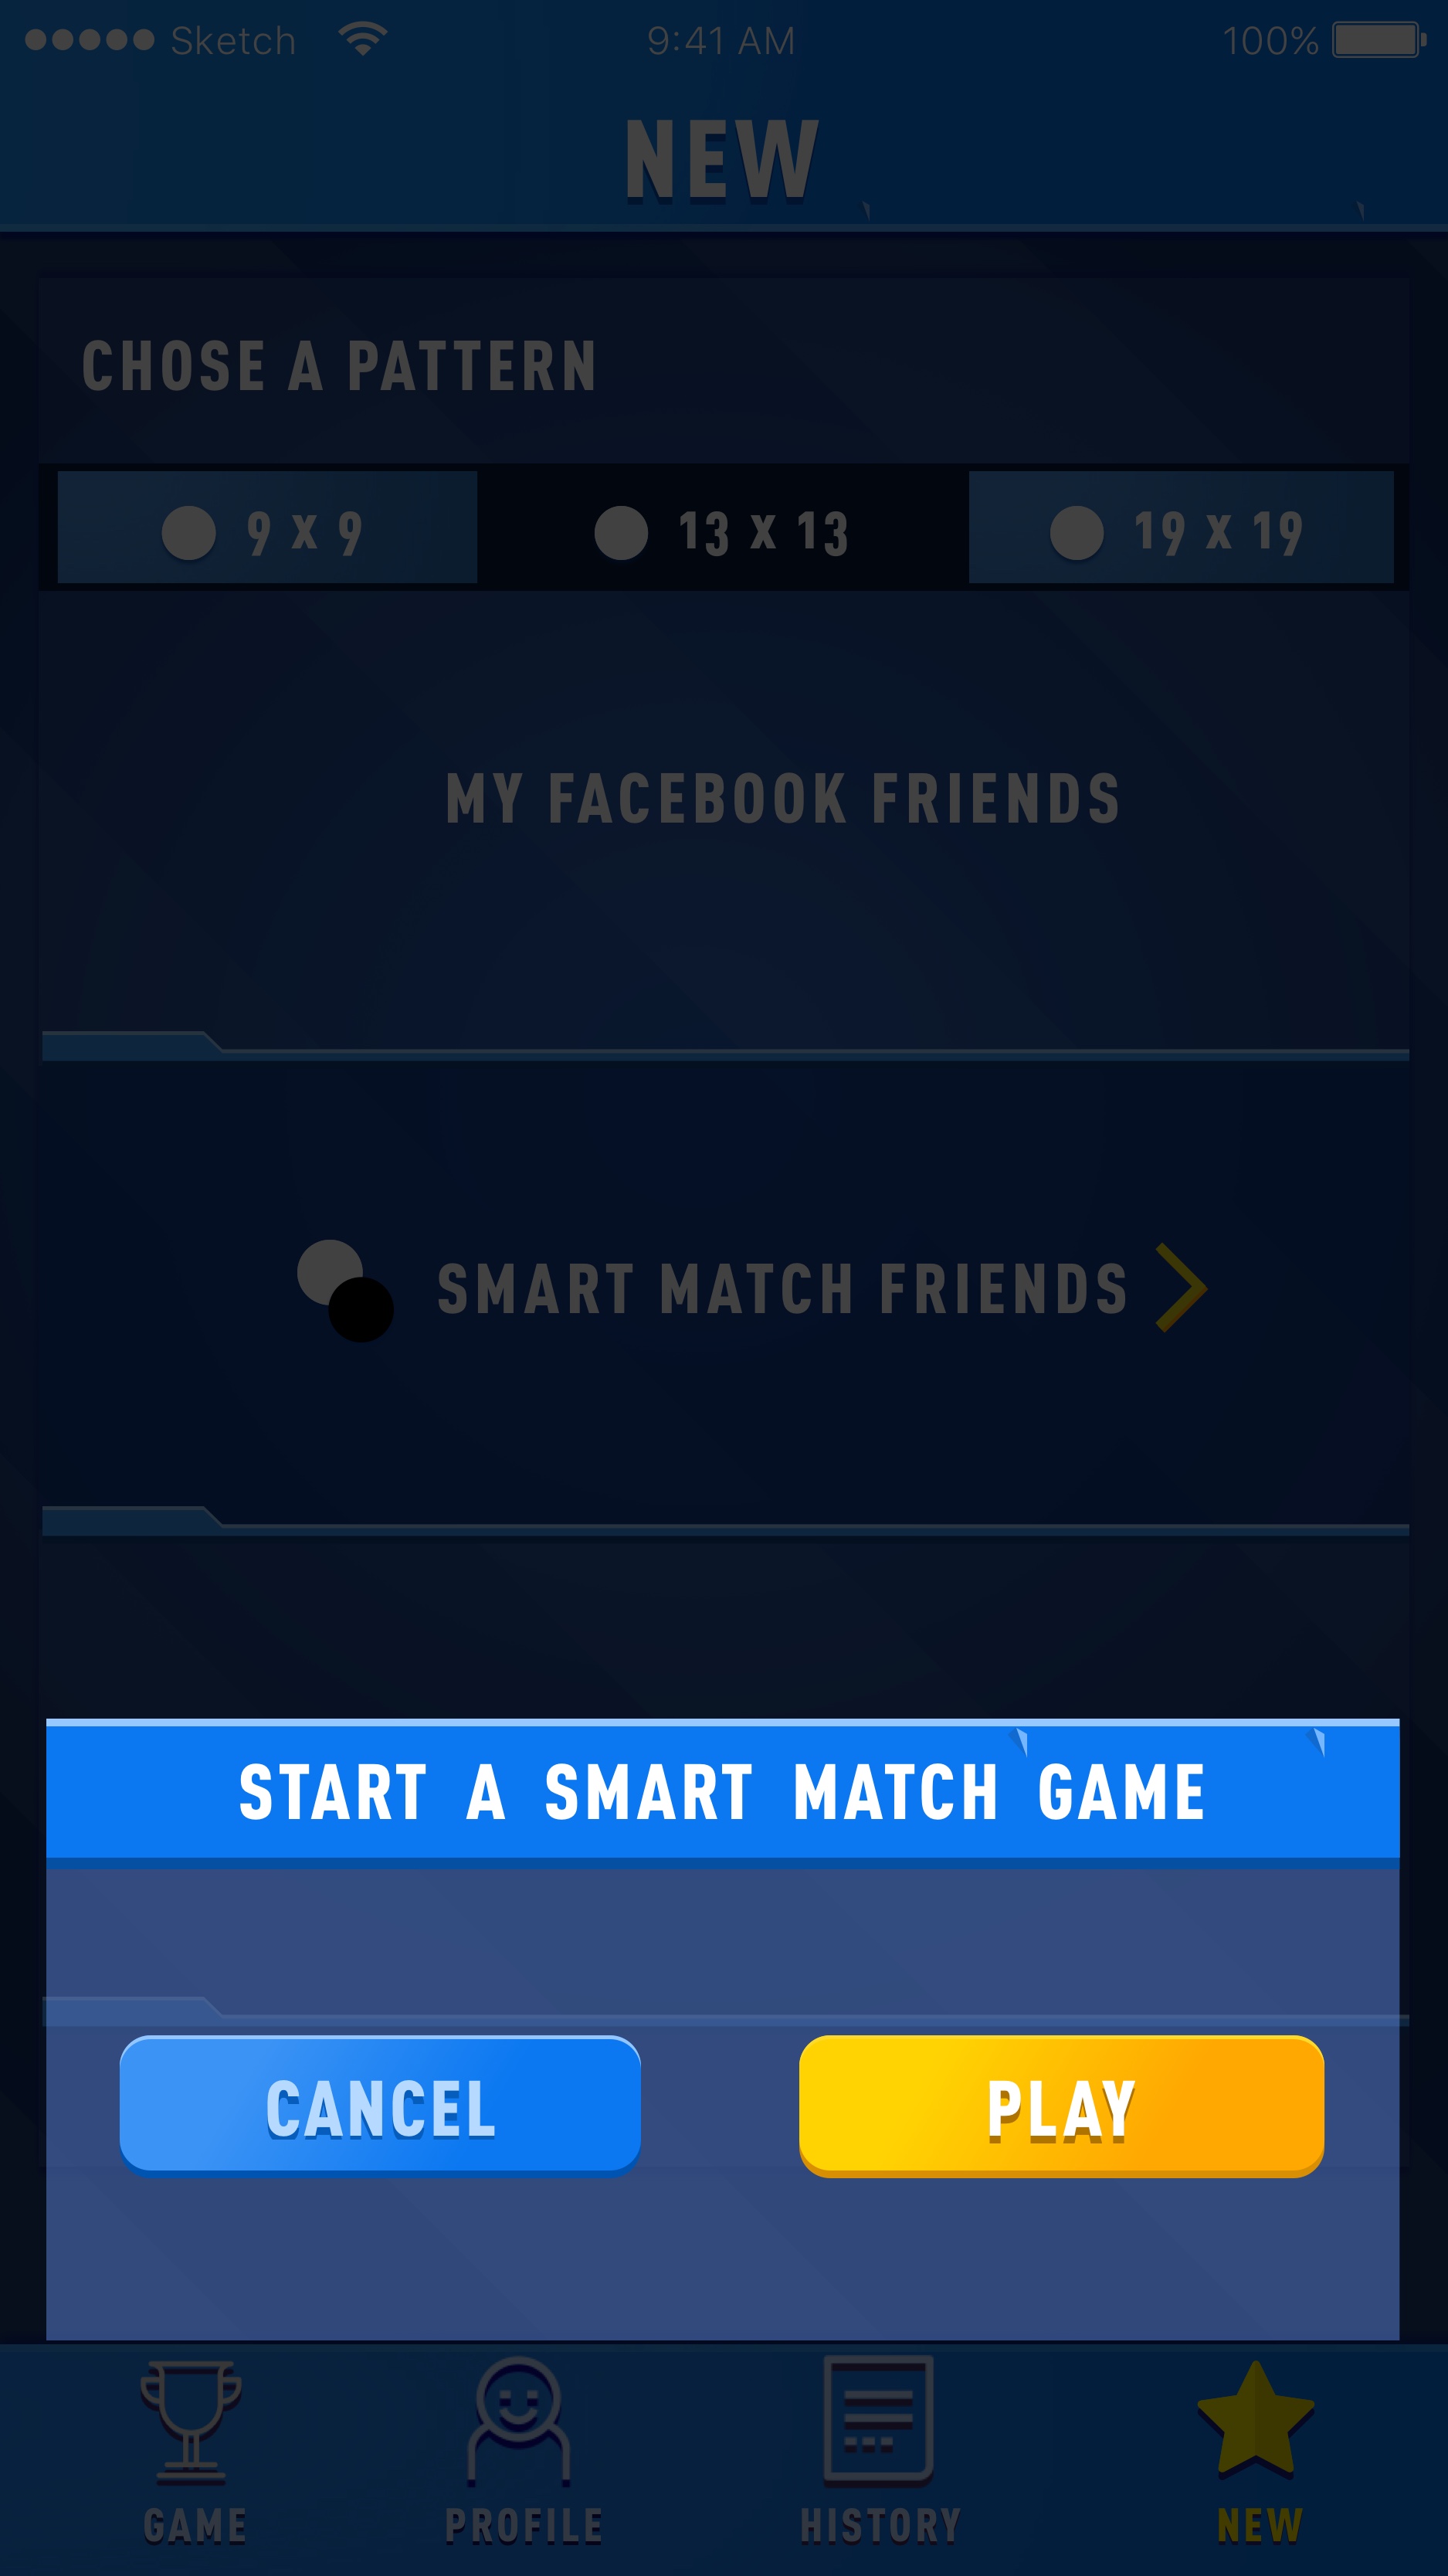 Sketch 9:41 AM 100%
NEW
CHOSE A PATTERN
9 X 9 13 X 13 19 X 19
MY FACEBOOK FRIENDS
SMART MATCH FRIENDS
START A SMART MATCH GAME
CANCEL PLAY
GAME PROFILE HISTORY NEW